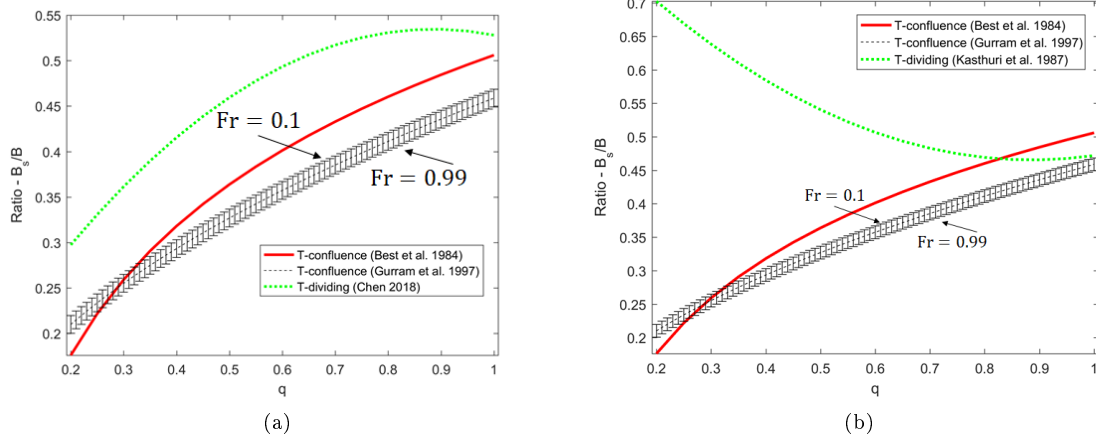 0.55
0.5
0.45
0.4
0.35
0.3
0.25
0.2
Ratio - Bs/B
0.2 0.3 0.4 0.5 0.6 0.7 0.8 0.9 1
q
Fr = 0.1
Fr = 0.99
T-confluence (Best et al. 1984)
T-confluence (Gurram et al. 1997)
T-dividing (Chen 2018)
(a)
0.7
0.65
0.6
0.55
0.5
0.45
0.4
0.35
0.3
0.25
0.2
Ratio - Bs/B
0.2 0.3 0.4 0.5 0.6 0.7 0.8 0.9 1
q
T-confluence (Best et al. 1984)
T-confluence (Gurram et al. 1997)
T-dividing (Kasthuri et al. 1987)
Fr = 0.1
Fr = 0.99
(b)